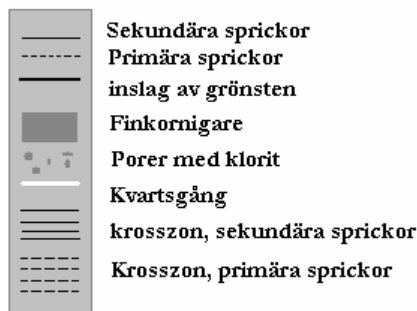 Sekundära sprickor
Primära sprickor
inslag av grönsten
Finkornigare
Porer med klorit
Kvartsgång
krosszon, sekundära sprickor
Krosszon, primära sprickor